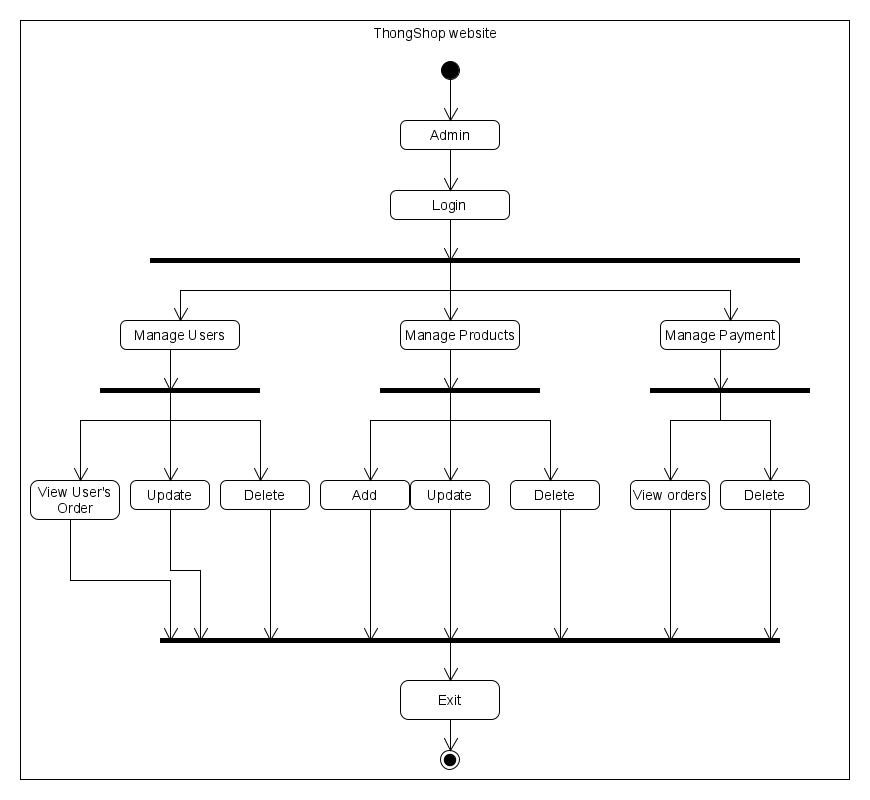 ThongShop website
Admin
Login
Manage Users
Manage Products
Manage Payment
View User's
Order
Update
Delete
Add
Update
Delete
View orders
Delete
Exit